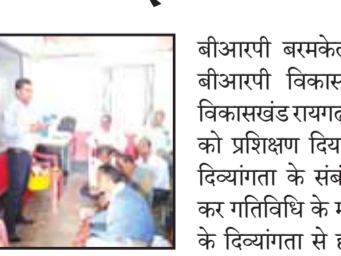 बीआरपी बरमकेल
बीआरपी विकास
विकासखंड रायगढ़
को प्रशिक्षण दिय
दिव्यांगता के संबं
कर गतिविधि के म
के दिव्यांगता से ह